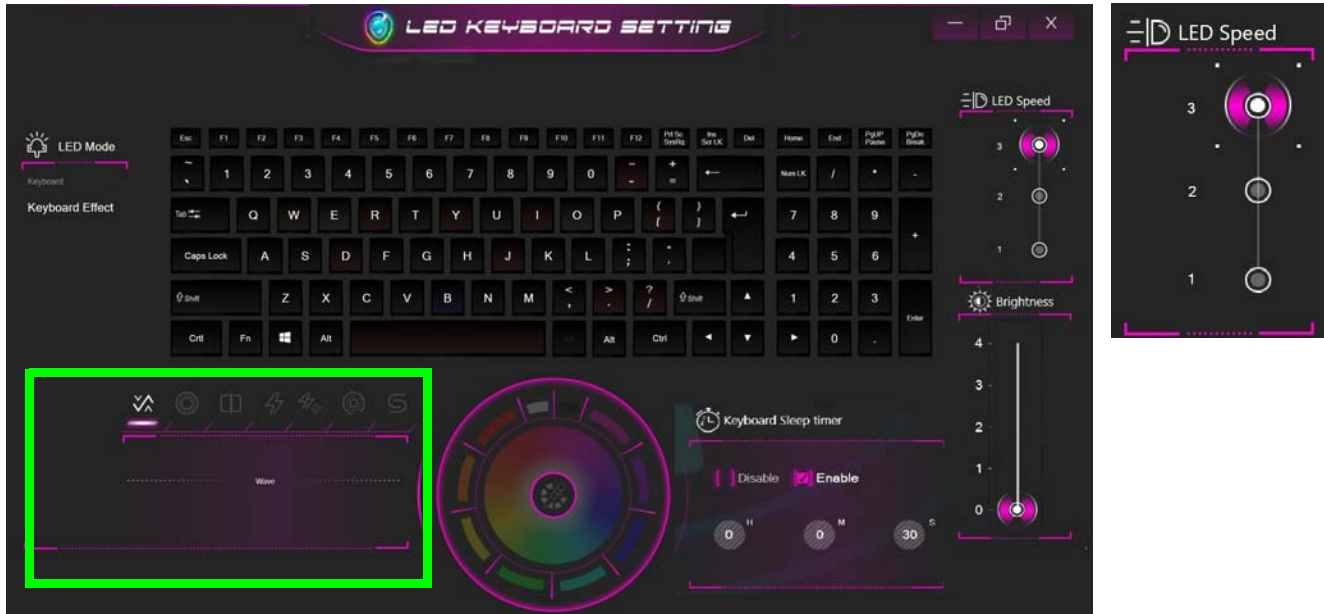 LED KEYBOARD SETTING
LED Speed
3
2
1
LED Mode
Keyboard
Keyboard Effect
Esc F1 F2 F3 F4 F5 F6 F7 F8 F9 F10 F11 F12 Prt Sc SysRq Ins Scr LK Del Home End PgUP Pause PgDn Break
~ ` 1 2 3 4 5 6 7 8 9 0 - - + = ← Num LK / * -
Tab Q W E R T Y U I O P { [ } ] 7 8 9 +
Caps Lock A S D F G H J K L : ; " , 4 5 6
⇧ Shift Z X C V B N M < , > . ? / ⇧ Shift ▲ 1 2 3 Enter
Crtl Fn Alt Alt Ctrl ◄ ▼ ► 0 .
LED Speed
3
2
1
Brightness
4 -
3 -
2 -
1 -
0 -
Wave
Keyboard Sleep timer
[ ] Disable [✓] Enable
0 H 0 M 30 S